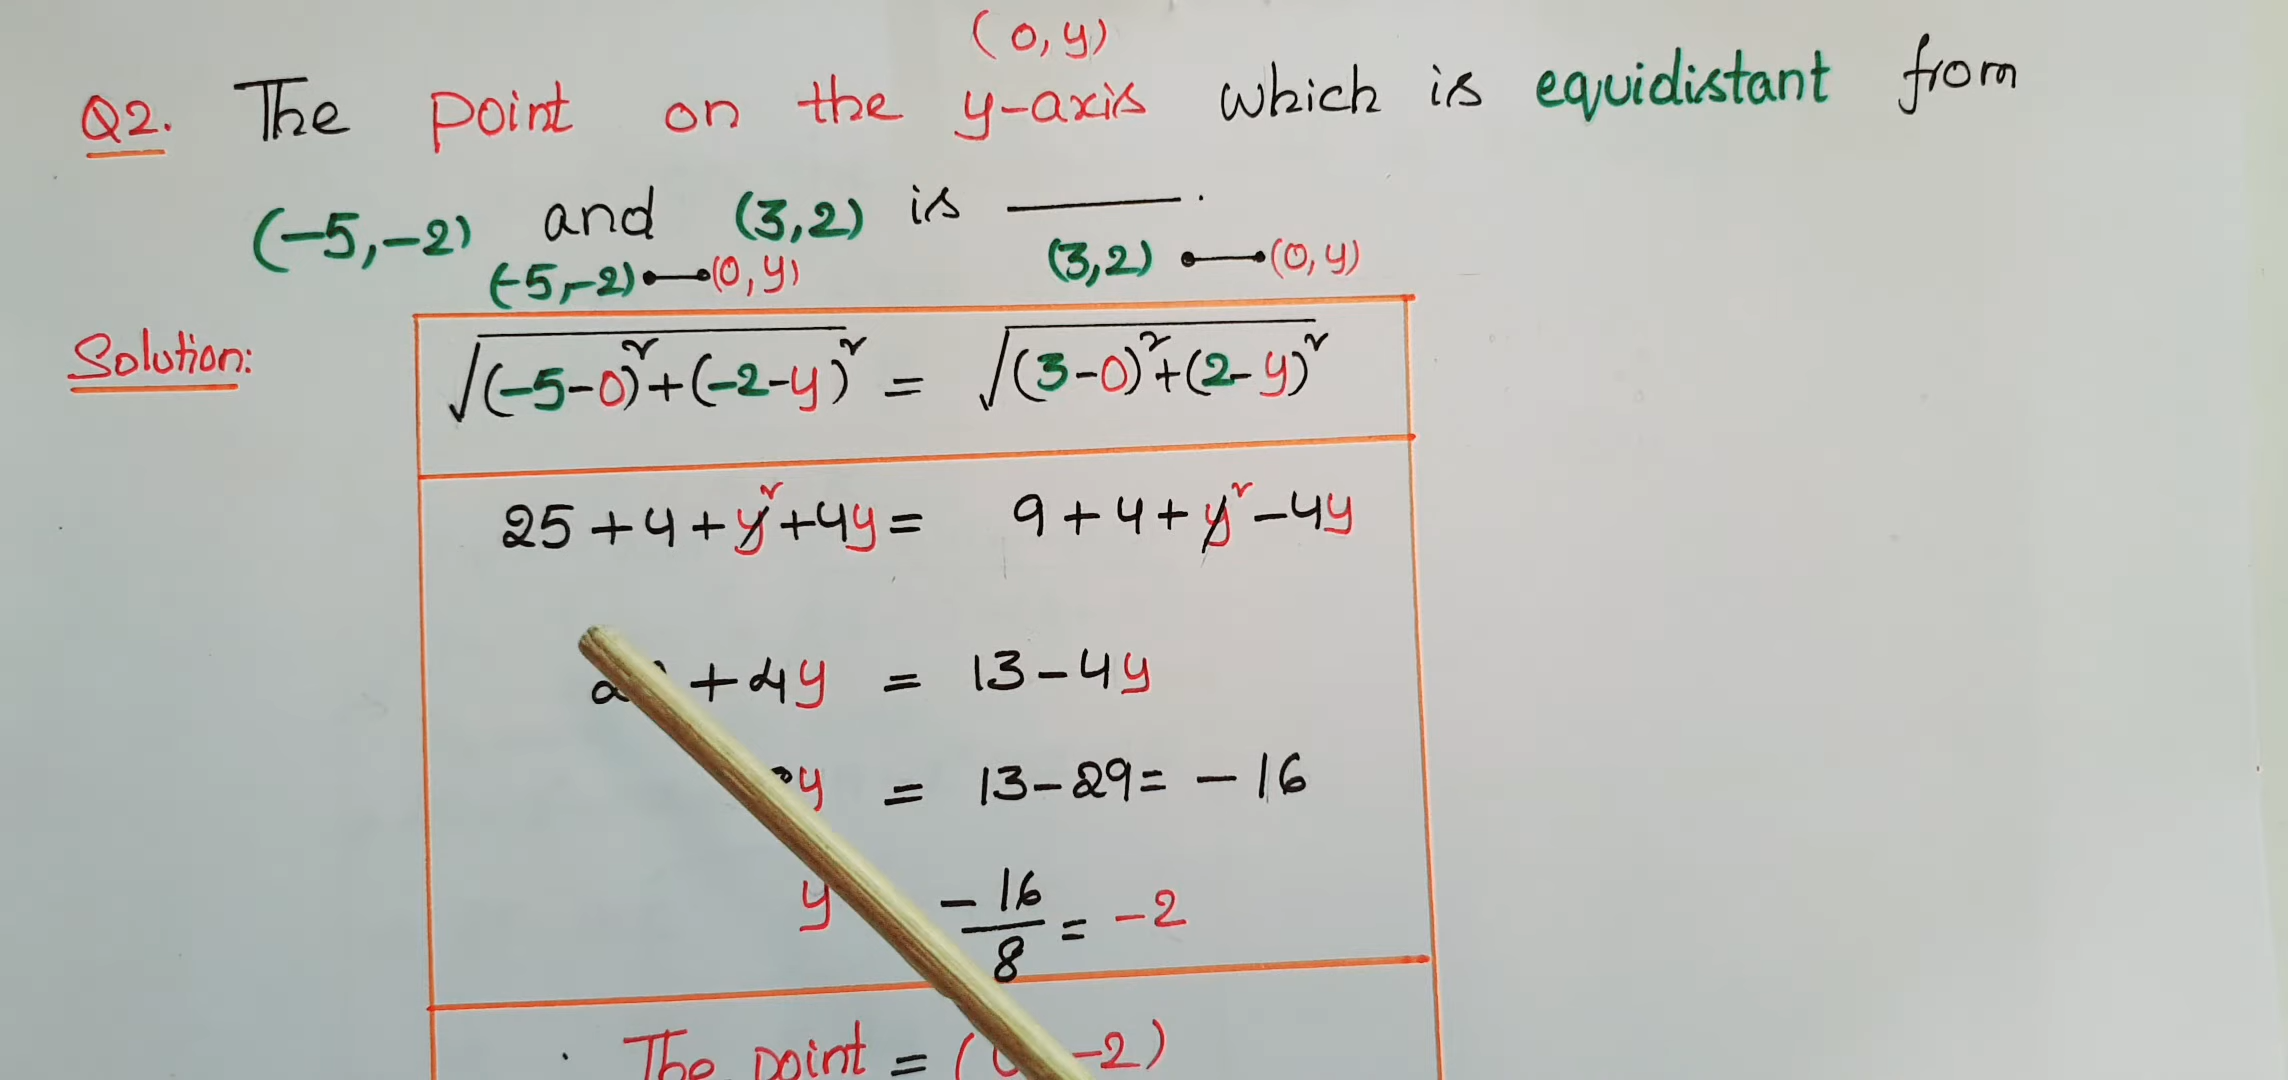 (0,y)
Q2. The point on the y-axis which is equidistant from
(-5,-2) and (3,2) is ______.
(-5,-2) •—• (0,y) (3,2) •—• (0,y)
Solution:
√(-5-0)²+(-2-y)² = √(3-0)²+(2-y)²
25+4+y²+4y = 9+4+y²-4y
+4y = 13-4y
y = 13-29 = -16
y -16/8 = -2
The point = ( -2)